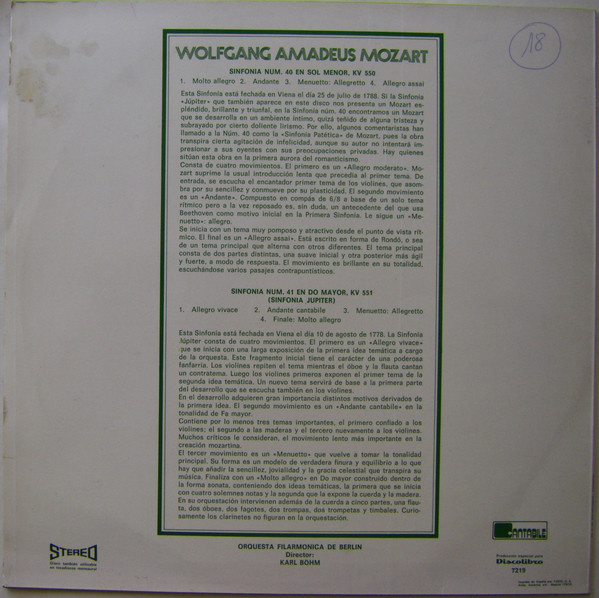 18
WOLFGANG AMADEUS MOZART
SINFONIA NUM. 40 EN SOL MENOR, KV 550
1. Molto allegro 2. Andante 3. Menuetto: Allegretto 4. Allegro assai
Esta Sinfonía está fechada en Viena el día 25 de julio de 1788. Si la Sinfonía
«Júpiter» que también aparece en este disco nos presenta un Mozart es-
pléndido, brillante y triunfal, en la Sinfonía núm. 40 encontramos un Mozart
que se desarrolla en un ambiente íntimo, quizá teñido de alguna tristeza y
subrayado por cierto doliente lirismo. Por ello, algunos comentaristas han
llamado a la Núm. 40 como la «Sinfonía Patética» de Mozart, pues la obra
transpira cierta agitación de infelicidad, aunque su autor no intentará im-
presionar a sus oyentes con sus preocupaciones privadas. Hay quienes
sitúan esta obra en la primera aurora del romanticismo.
Consta de cuatro movimientos. El primero es un «Allegro moderato». Mo-
zart suprime la usual introducción lenta que precedía el primer tema. De
entrada, se escucha el encantador primer tema de los violines, que asom-
bra por su sencillez y conmueve por su plasticidad. El segundo movimiento
es un «Andante». Compuesto en compás de 6/8 a base de un solo tema
rítmico pero a la vez reposado es, sin duda, un antecedente del que usa
Beethoven como motivo inicial en la Primera Sinfonía. Le sigue un «Me-
nuetto»: allegro.
Se inicia con un tema muy pomposo y atractivo desde el punto de vista rít-
mico. El final es un «Allegro assai». Está escrito en forma de Rondó, o sea
de un tema principal que alterna con otros diferentes. El tema principal
consta de dos partes distintas, una suave inicial y otra posterior más ágil
y fuerte, a modo de respuesta. El movimiento es brillante en su totalidad,
escuchándose varios pasajes contrapuntísticos.
SINFONIA NUM. 41 EN DO MAYOR, KV 551
(SINFONIA JUPITER)
1. Allegro vivace 2. Andante cantabile 3. Menuetto: Allegretto
4. Finale: Molto allegro
Esta Sinfonía está fechada en Viena el día 10 de agosto de 1778. La Sinfonía
Júpiter consta de cuatro movimientos. El primero es un «Allegro vivace»
que se inicia con una larga exposición de la primera idea temática a cargo
de la orquesta. Este fragmento inicial tiene el carácter de una poderosa
fanfarria. Los violines repiten el tema mientras el óboe y la flauta cantan
un contratema. Luego los violines primeros exponen el primer tema de la
segunda idea temática. Un nuevo tema servirá de base a la primera parte
del desarrollo que se escucha también en los violines.
En el desarrollo adquieren gran importancia distintos motivos derivados de
la primera idea. El segundo movimiento es un «Andante cantabile» en la
tonalidad de Fa mayor.
Contiene por lo menos tres temas importantes, el primero confiado a los
violines; el segundo a las maderas y el tercero nuevamente a los violines.
Muchos críticos le consideran, el movimiento lento más importante en la
creación mozartina.
El tercer movimiento es un «Menuetto» que vuelve a tomar la tonalidad
principal. Su forma es un modelo de verdadera finura y equilibrio a lo que
hay que añadir la sencillez, jovialidad y la gracia celestial que transpira su
música. Finaliza con un «Molto allegro» en Do mayor construido dentro de
la forma sonata, conteniendo dos ideas temáticas, la primera que se inicia
con cuatro solemnes notas y la segunda que la expone la cuerda y la madera.
En su orquestación intervienen además de la cuerda a cinco partes, una flau-
ta, dos óboes, dos fagotes, dos trompas, dos trompetas y timbales. Curio-
samente los clarinetes no figuran en la orquestación.
ORQUESTA FILARMONICA DE BERLIN
Director:
KARL BÖHM
STEREO
Disco también utilizable
en tocadiscos monoaural
CANTABILE
Producción especial para
Discolibro
7219